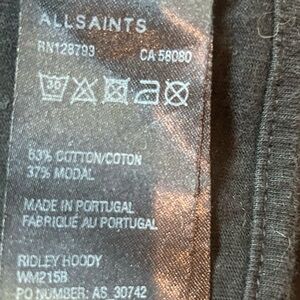 ALLSAINTS
RN128793 CA 58080
30
63% COTTON/COTON
37% MODAL
MADE IN PORTUGAL
FABRIQUÉ AU PORTUGAL
RIDLEY HOODY
WM215B
PO NUMBER: AS_30742